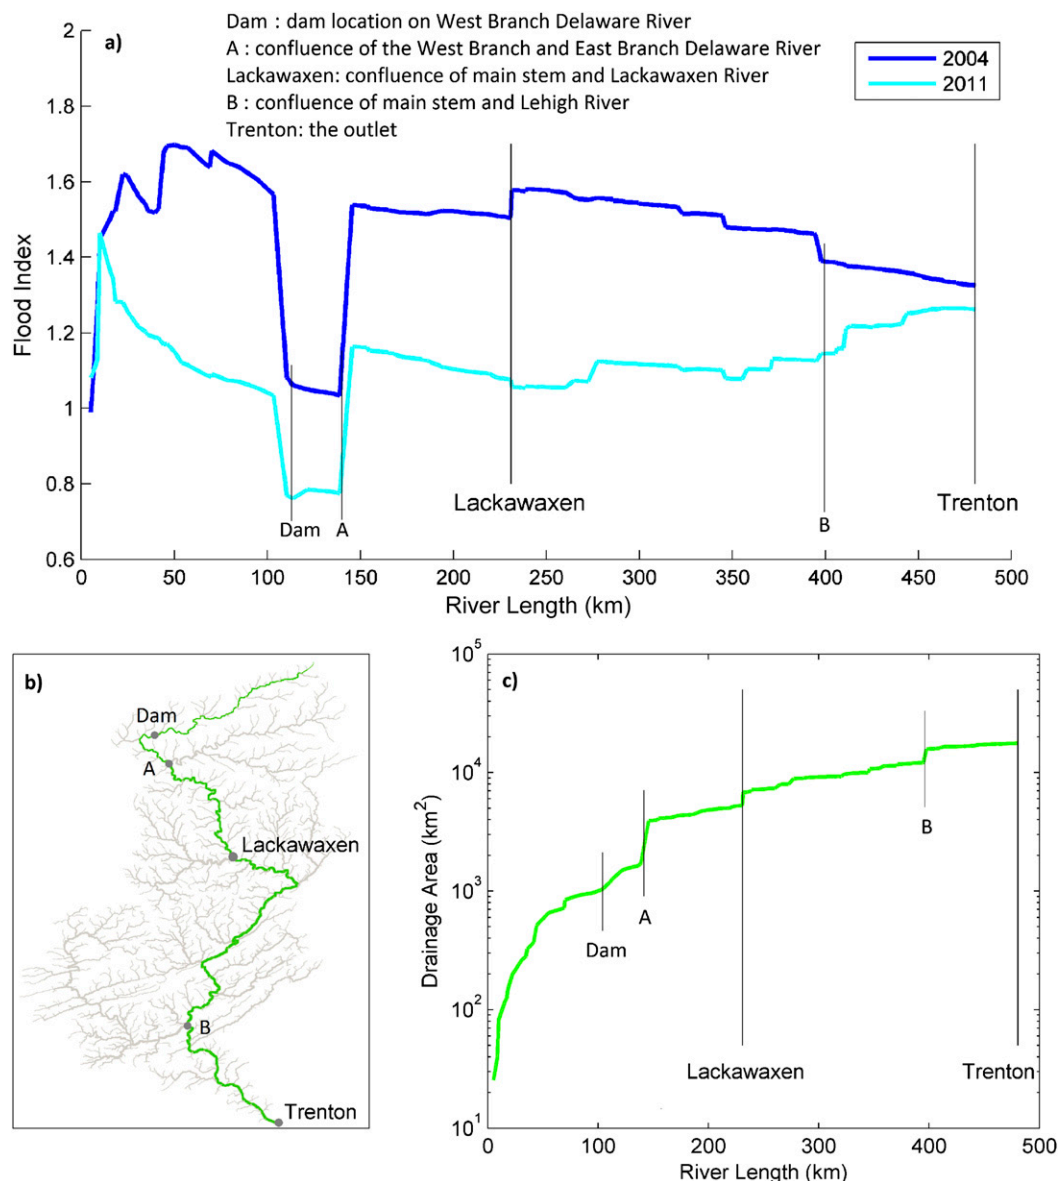 Dam : dam location on West Branch Delaware River
a)
A : confluence of the West Branch and East Branch Delaware River
Lackawaxen: confluence of main stem and Lackawaxen River
B : confluence of main stem and Lehigh River
Trenton: the outlet
2004
2011
2
1.8
1.6
1.4
1.2
1
0.8
0.6
Flood Index
Dam
A
Lackawaxen
B
Trenton
0 50 100 150 200 250 300 350 400 450 500
River Length (km)
b)
Dam
A
Lackawaxen
B
Trenton
c)
10^5
10^4
10^3
10^2
10^1
Drainage Area (km^2)
Dam
A
B
Lackawaxen
Trenton
0 100 200 300 400 500
River Length (km)